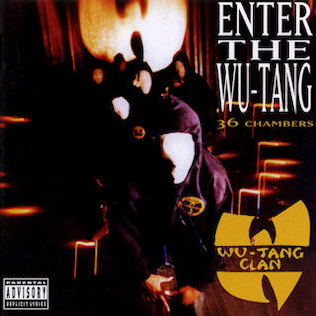 ENTER
THE
WU-TANG
36 CHAMBERS
WU-TANG
CLAN
PARENTAL
ADVISORY
EXPLICIT LYRICS